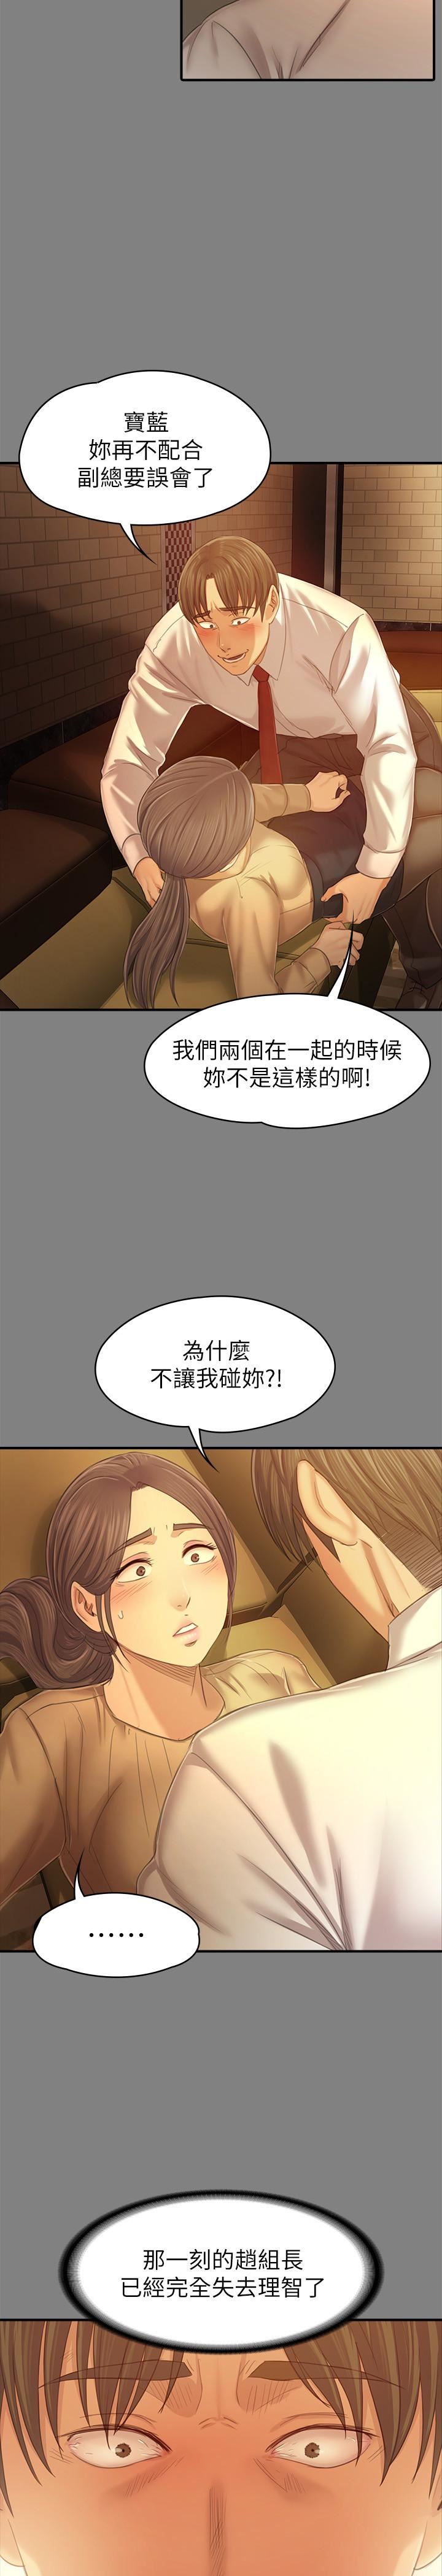 寶藍
妳再不配合
副總要誤會了
我們兩個在一起的時候
妳不是這樣的啊!
為什麼
不讓我碰妳?!
······
那一刻的趙組長
已經完全失去理智了